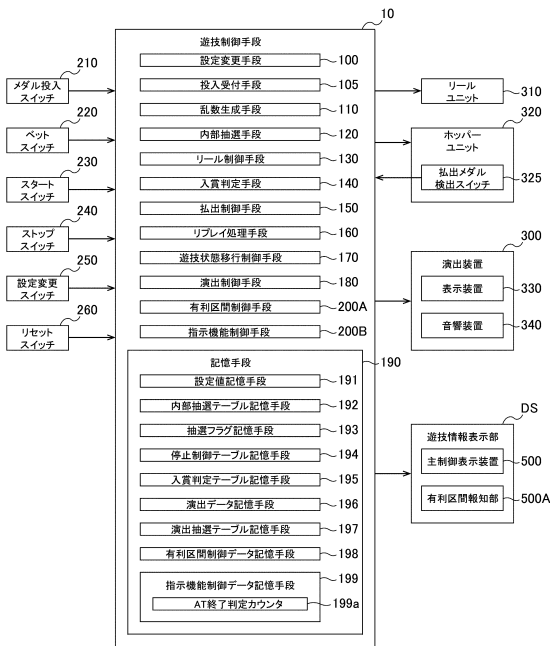 10
遊技制御手段
設定変更手段
100
投入受付手段
105
乱数生成手段
110
内部抽選手段
120
リール制御手段
130
入賞判定手段
140
払出制御手段
150
リプレイ処理手段
160
遊技状態移行制御手段
170
演出制御手段
180
有利区間制御手段
200A
指示機能制御手段
200B
記憶手段
190
設定値記憶手段
191
内部抽選テーブル記憶手段
192
抽選フラグ記憶手段
193
停止制御テーブル記憶手段
194
入賞判定テーブル記憶手段
195
演出データ記憶手段
196
演出抽選テーブル記憶手段
197
有利区間制御データ記憶手段
198
指示機能制御データ記憶手段
199
AT終了判定カウンタ
199a
210
メダル投入
スイッチ
220
ベット
スイッチ
230
スタート
スイッチ
240
ストップ
スイッチ
250
設定変更
スイッチ
260
リセット
スイッチ
リール
ユニット
310
320
ホッパー
ユニット
払出メダル
検出スイッチ
325
300
演出装置
表示装置
330
音響装置
340
DS
遊技情報表示部
主制御表示装置
500
有利区間報知部
500A